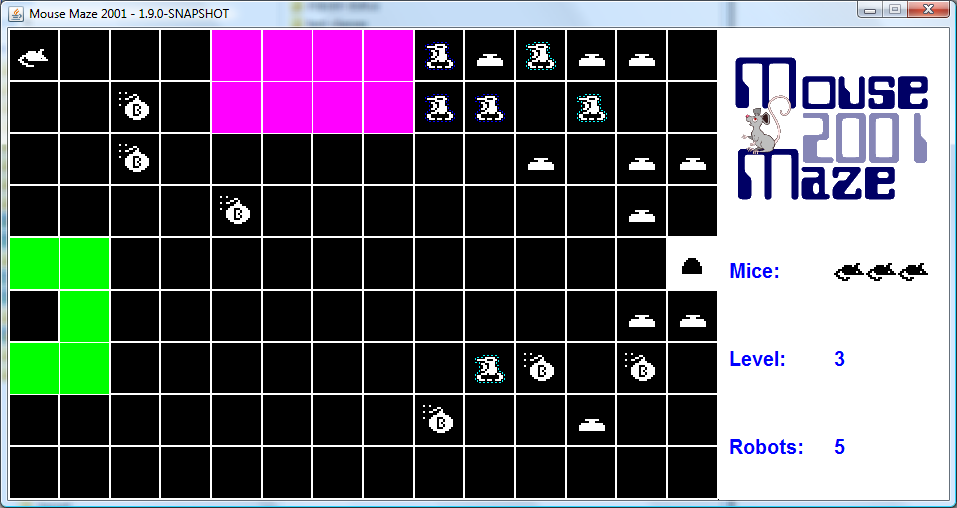 Mouse Maze 2001 - 1.9.0-SNAPSHOT
Mouse
2001
Maze
B
B
B
Mice:
Level: 3
B
B
B
Robots: 5